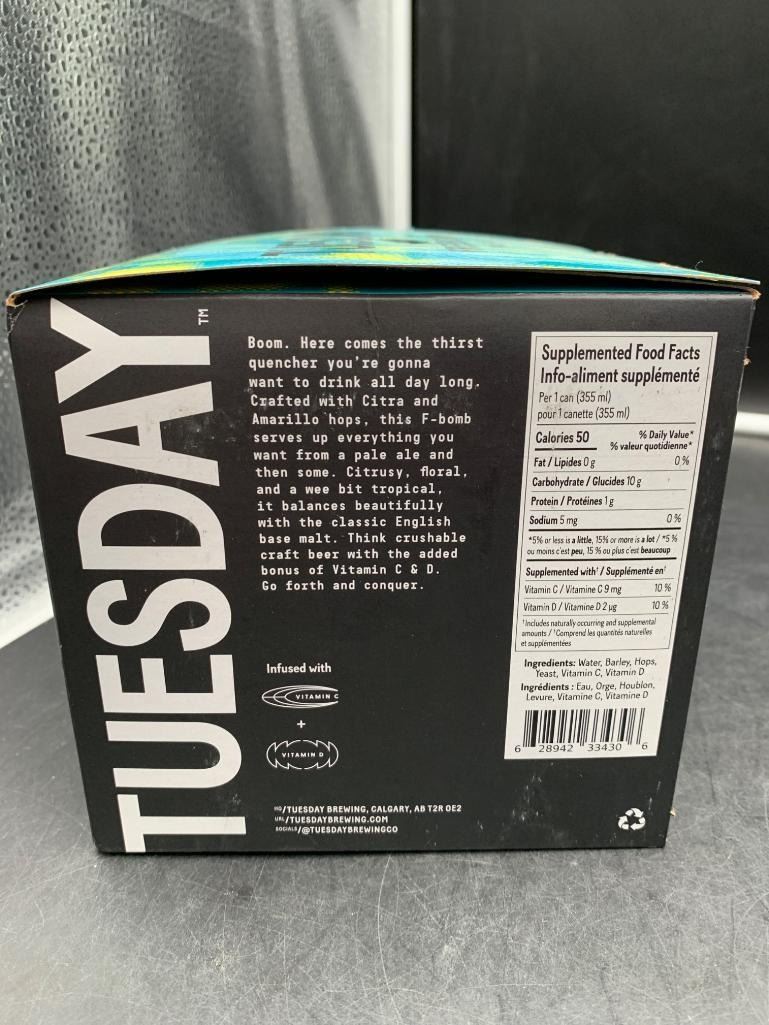 TUESDAY™
Boom. Here comes the thirst
quencher you're gonna
want to drink all day long.
Crafted with Citra and
Amarillo hops, this F-bomb
serves up everything you
want from a pale ale and
then some. Citrusy, floral,
and a wee bit tropical,
it balances beautifully
with the classic English
base malt. Think crushable
craft beer with the added
bonus of Vitamin C & D.
Go forth and conquer.
Infused with
VITAMIN C
+
VITAMIN D
HQ/TUESDAY BREWING, CALGARY, AB T2R 0E2
URL/TUESDAYBREWING.COM
SOCIALS/@TUESDAYBREWINGCO
Supplemented Food Facts
Info-aliment supplémenté
Per 1 can (355 ml)
pour 1 canette (355 ml)
Calories 50 % Daily Value*
% valeur quotidienne*
Fat / Lipides 0 g 0 %
Carbohydrate / Glucides 10 g
Protein / Protéines 1 g
Sodium 5 mg 0 %
*5% or less is a little, 15% or more is a lot / *5 %
ou moins c'est peu, 15 % ou plus c'est beaucoup
Supplemented with† / Supplémenté en†
Vitamin C / Vitamine C 9 mg 10 %
Vitamin D / Vitamine D 2 µg 10 %
†Includes naturally occurring and supplemental
amounts / †Comprend les quantités naturelles
et supplémentées
Ingredients: Water, Barley, Hops,
Yeast, Vitamin C, Vitamin D
Ingrédients : Eau, Orge, Houblon,
Levure, Vitamine C, Vitamine D
6 28942 33430 6